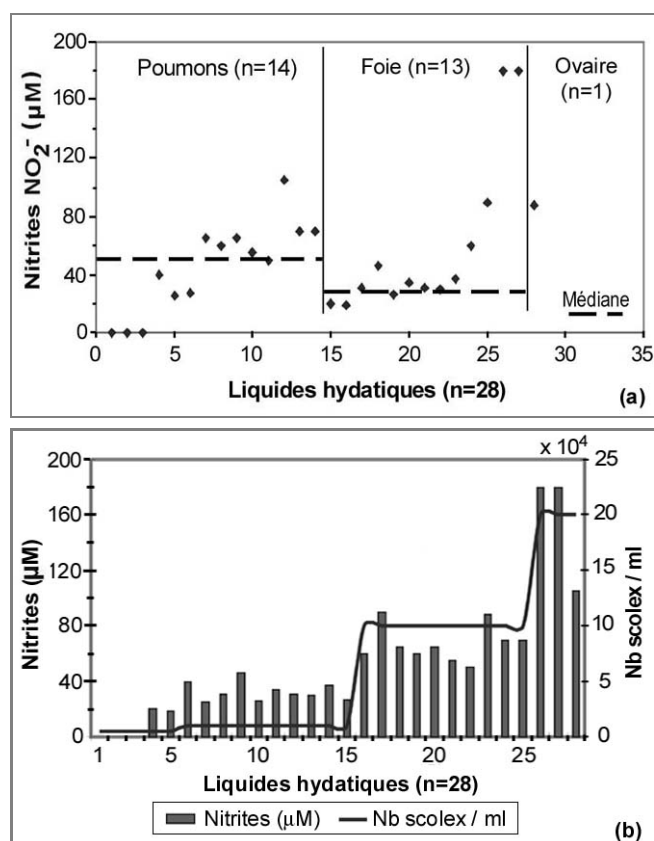 Poumons (n=14)
Foie (n=13)
Ovaire
(n=1)
Nitrites NO₂⁻ (µM)
200
180
120
80
40
0
Médiane
0 5 10 15 20 25 30 35
Liquides hydatiques (n=28)
(a)
x 10⁴
200 25
160 20
120 15
80 10
40 5
0 0
Nitrites (µM)
Nb scolex / ml
1 5 10 15 20 25
Liquides hydatiques (n=28)
Nitrites (µM) Nb scolex / ml
(b)